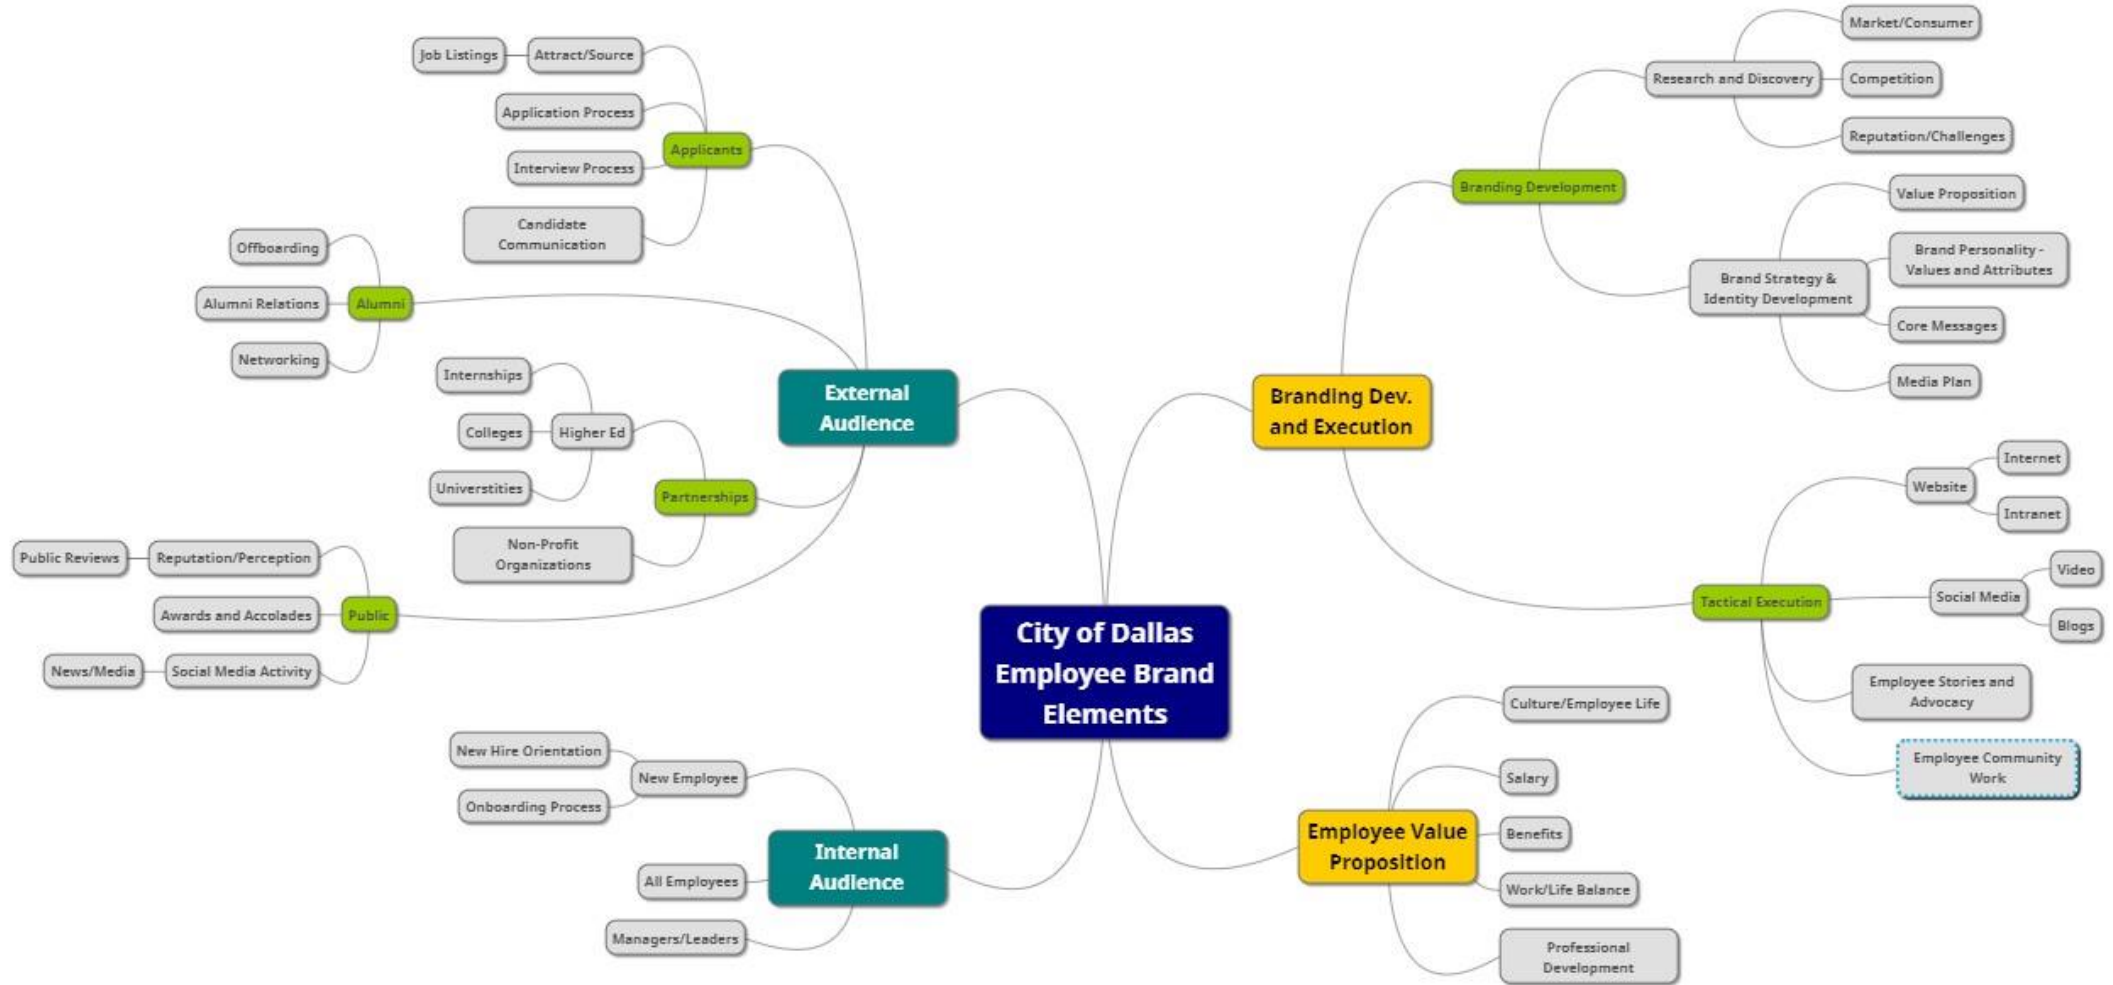 Job Listings
Attract/Source
Application Process
Applicants
Interview Process
Candidate
Communication
Offboarding
Alumni Relations
Alumni
Networking
Internships
Colleges
Higher Ed
Universtities
Partnerships
Non-Profit
Organizations
Public Reviews
Reputation/Perception
Awards and Accolades
Public
News/Media
Social Media Activity
External
Audience
New Hire Orientation
New Employee
Onboarding Process
All Employees
Managers/Leaders
Internal
Audience
City of Dallas
Employee Brand
Elements
Branding Dev.
and Execution
Branding Development
Research and Discovery
Market/Consumer
Competition
Reputation/Challenges
Brand Strategy &
Identity Development
Value Proposition
Brand Personality -
Values and Attributes
Core Messages
Media Plan
Tactical Execution
Website
Internet
Intranet
Social Media
Video
Blogs
Employee Stories and
Advocacy
Employee Community
Work
Employee Value
Proposition
Culture/Employee Life
Salary
Benefits
Work/Life Balance
Professional
Development